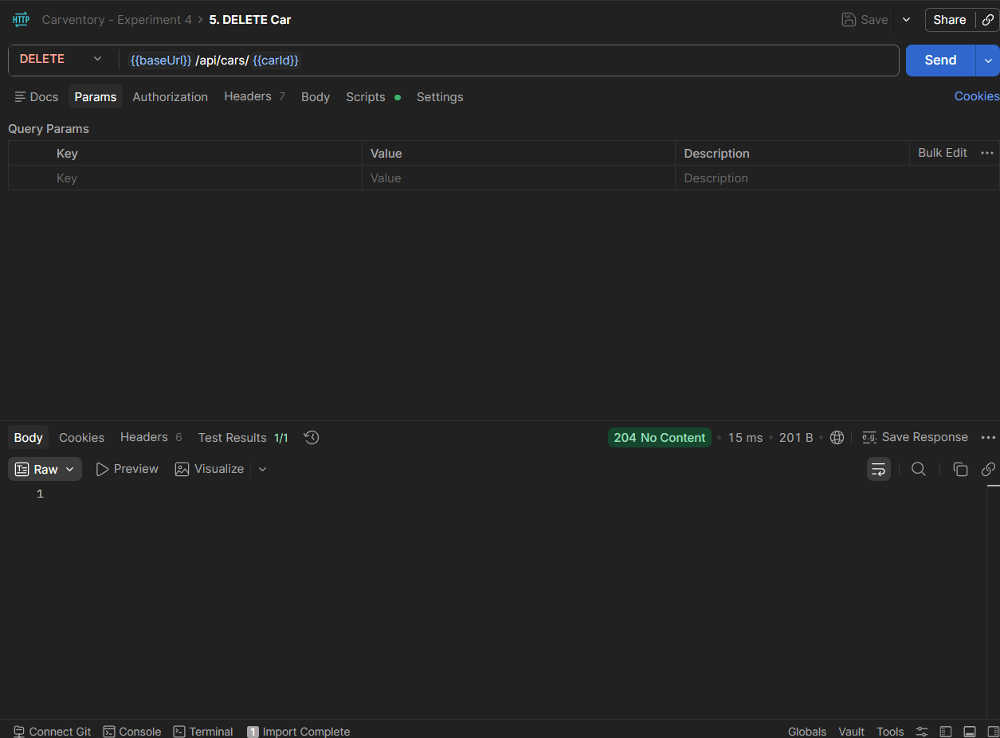 HTTP Carventory - Experiment 4 > 5. DELETE Car Save Share
DELETE {{baseUrl}} /api/cars/ {{carId}} Send
Docs Params Authorization Headers 7 Body Scripts Settings Cookies
Query Params
Key Value Description Bulk Edit
Key Value Description
Body Cookies Headers 6 Test Results 1/1 204 No Content 15 ms 201 B e.g. Save Response
Raw Preview Visualize
1
Connect Git Console Terminal 1 Import Complete Globals Vault Tools